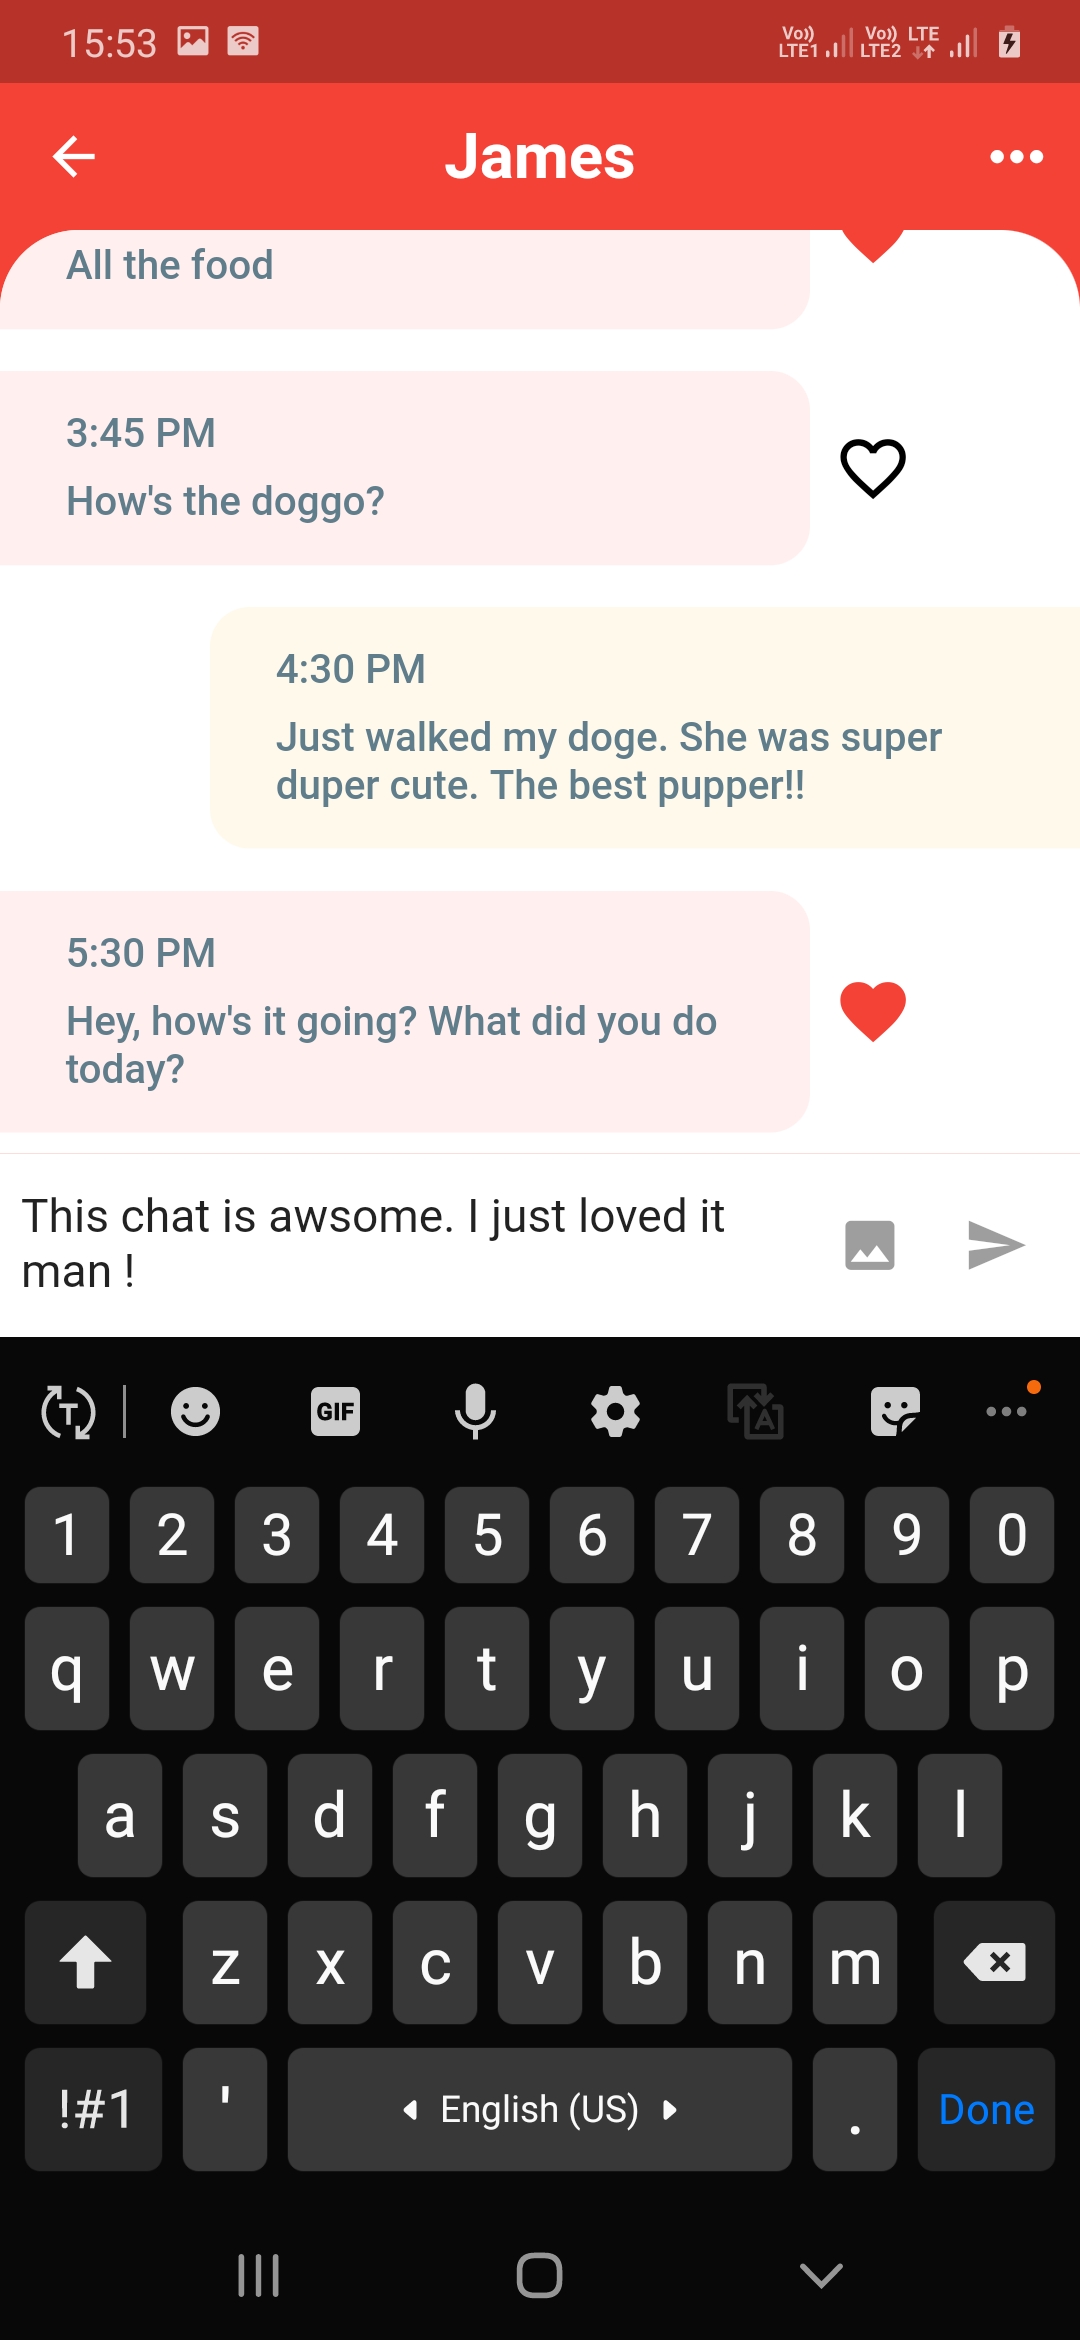 15:53 Vo)) LTE1 Vo)) LTE2 LTE
James
All the food
3:45 PM
How's the doggo?
4:30 PM
Just walked my doge. She was super
duper cute. The best pupper!!
5:30 PM
Hey, how's it going? What did you do
today?
This chat is awsome. I just loved it
man !
T GIF A
1 2 3 4 5 6 7 8 9 0
q w e r t y u i o p
a s d f g h j k l
z x c v b n m
!#1 ' English (US) . Done